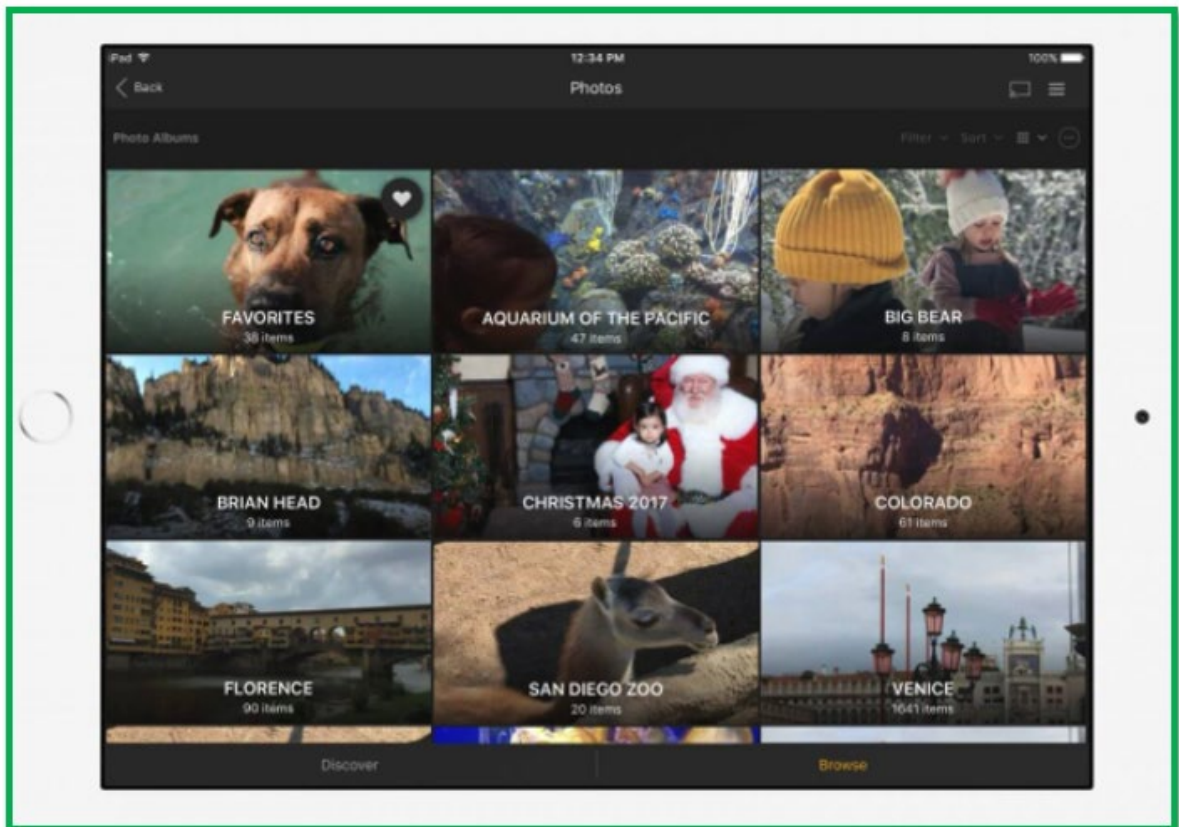 iPad
12:34 PM
100%
Back
Photos
Photo Albums
Filter
Sort
FAVORITES
38 items
AQUARIUM OF THE PACIFIC
47 items
BIG BEAR
8 items
BRIAN HEAD
9 items
CHRISTMAS 2017
6 items
COLORADO
61 items
FLORENCE
90 items
SAN DIEGO ZOO
20 items
VENICE
1641 items
Discover
Browse